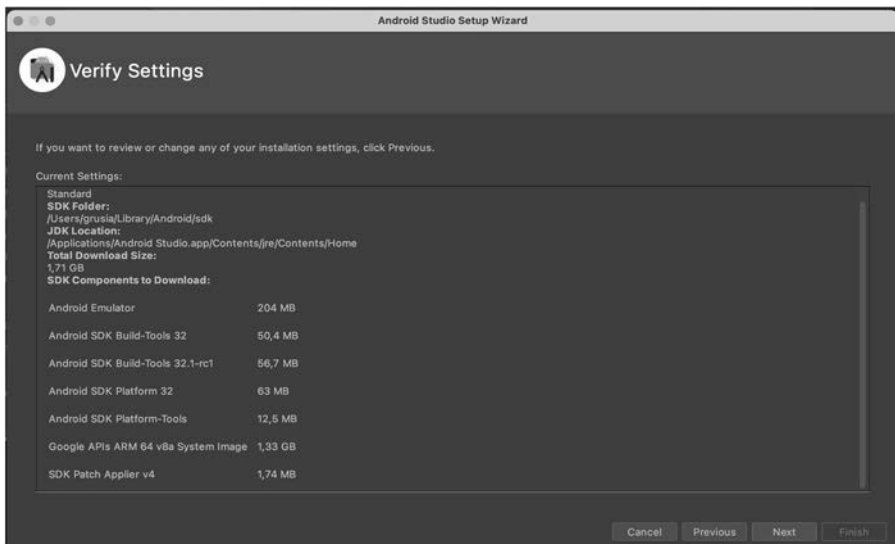 Android Studio Setup Wizard
Verify Settings
If you want to review or change any of your installation settings, click Previous.
Current Settings:
Standard
SDK Folder:
/Users/grusia/Library/Android/sdk
JDK Location:
/Applications/Android Studio.app/Contents/jre/Contents/Home
Total Download Size:
1,71 GB
SDK Components to Download:
Android Emulator 204 MB
Android SDK Build-Tools 32 50,4 MB
Android SDK Build-Tools 32.1-rc1 56,7 MB
Android SDK Platform 32 63 MB
Android SDK Platform-Tools 12,5 MB
Google APIs ARM 64 v8a System Image 1,33 GB
SDK Patch Applier v4 1,74 MB
Cancel Previous Next Finish